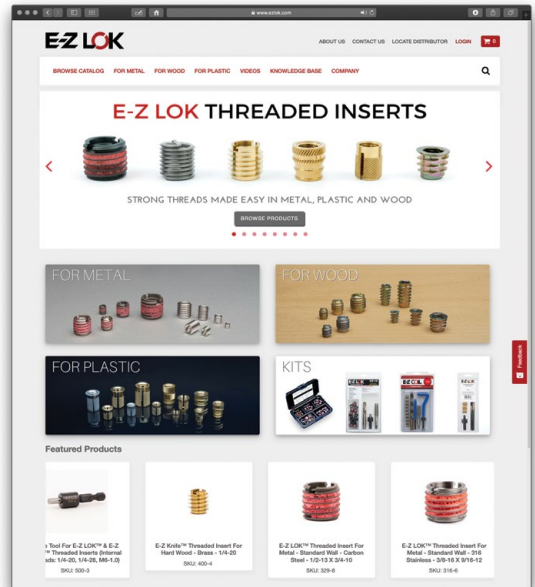 www.ezlok.com
E-Z LOK
ABOUT US CONTACT US LOCATE DISTRIBUTOR LOGIN 0
BROWSE CATALOG FOR METAL FOR WOOD FOR PLASTIC VIDEOS KNOWLEDGE BASE COMPANY
E-Z LOK THREADED INSERTS
STRONG THREADS MADE EASY IN METAL, PLASTIC AND WOOD
BROWSE PRODUCTS
FOR METAL
FOR WOOD
FOR PLASTIC
KITS
Feedback
Featured Products
Tool For E-Z LOK™ & E-Z
™ Threaded Inserts (Internal
ads: 1/4-20, 1/4-28, M6-1.0)
SKU: 500-3
E-Z Knife™ Threaded Insert For
Hard Wood - Brass - 1/4-20
SKU: 400-4
E-Z LOK™ Threaded Insert For
Metal - Standard Wall - Carbon
Steel - 1/2-13 X 3/4-10
SKU: 329-8
E-Z LOK™ Threaded Insert For
Metal - Standard Wall - 316
Stainless - 3/8-16 X 9/16-12
SKU: 316-6